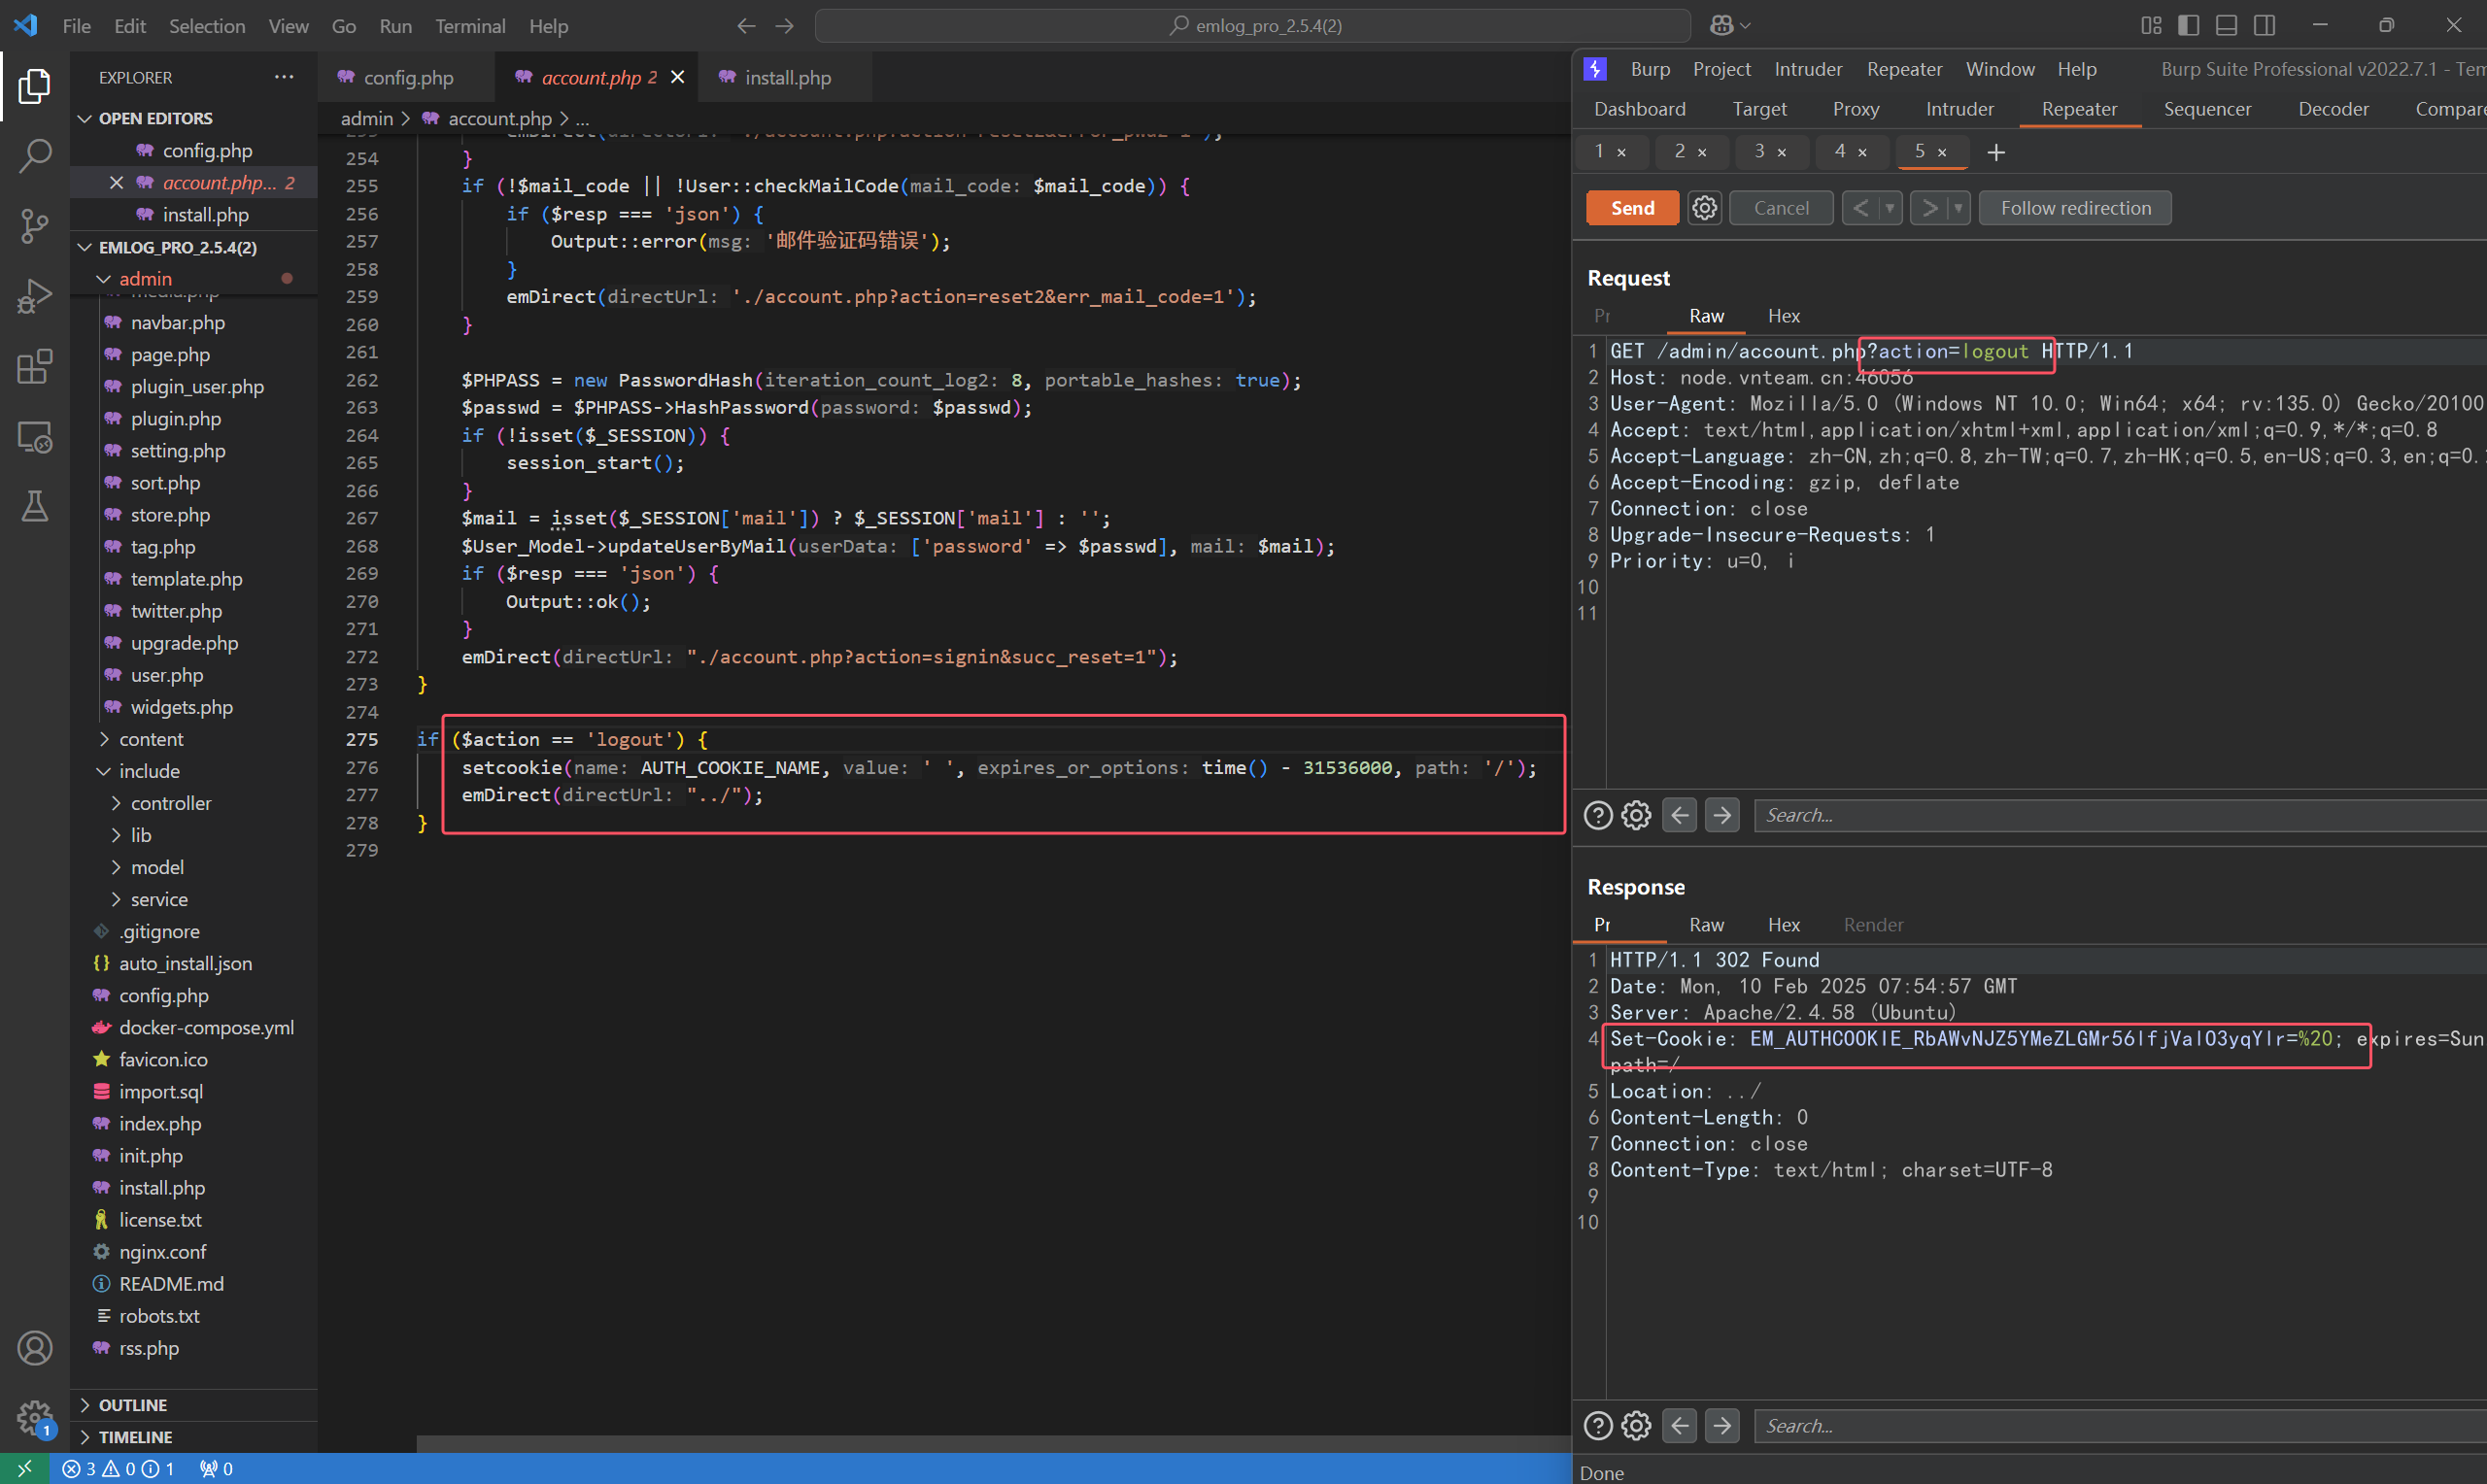 File Edit Selection View Go Run Terminal Help
emlog_pro_2.5.4(2)
EXPLORER
OPEN EDITORS
config.php
account.php... 2
install.php
EMLOG_PRO_2.5.4(2)
admin
navbar.php
page.php
plugin_user.php
plugin.php
setting.php
sort.php
store.php
tag.php
template.php
twitter.php
upgrade.php
user.php
widgets.php
content
include
controller
lib
model
service
.gitignore
auto_install.json
config.php
docker-compose.yml
favicon.ico
import.sql
index.php
init.php
install.php
license.txt
nginx.conf
README.md
robots.txt
rss.php
OUTLINE
TIMELINE
1
3 0 1 0
config.php account.php 2 install.php
admin > account.php > ...
254 }
255 if (!$mail_code || !User::checkMailCode(mail_code: $mail_code)) {
256 if ($resp === 'json') {
257 Output::error(msg: '邮件验证码错误');
258 }
259 emDirect(directUrl: './account.php?action=reset2&err_mail_code=1');
260 }
261
262 $PHPASS = new PasswordHash(iteration_count_log2: 8, portable_hashes: true);
263 $passwd = $PHPASS->HashPassword(password: $passwd);
264 if (!isset($_SESSION)) {
265 session_start();
266 }
267 $mail = isset($_SESSION['mail']) ? $_SESSION['mail'] : '';
268 $User_Model->updateUserByMail(userData: ['password' => $passwd], mail: $mail);
269 if ($resp === 'json') {
270 Output::ok();
271 }
272 emDirect(directUrl: "./account.php?action=signin&succ_reset=1");
273 }
274
275 if ($action == 'logout') {
276 setcookie(name: AUTH_COOKIE_NAME, value: ' ', expires_or_options: time() - 31536000, path: '/');
277 emDirect(directUrl: "../");
278 }
279
Burp Project Intruder Repeater Window Help Burp Suite Professional v2022.7.1 - Tem
Dashboard Target Proxy Intruder Repeater Sequencer Decoder Compare
1 × 2 × 3 × 4 × 5 × +
Send Cancel < > Follow redirection
Request
Pr Raw Hex
1 GET /admin/account.php?action=logout HTTP/1.1
2 Host: node.vnteam.cn:46056
3 User-Agent: Mozilla/5.0 (Windows NT 10.0; Win64; x64; rv:135.0) Gecko/20100
4 Accept: text/html,application/xhtml+xml,application/xml;q=0.9,*/*;q=0.8
5 Accept-Language: zh-CN,zh;q=0.8,zh-TW;q=0.7,zh-HK;q=0.5,en-US;q=0.3,en;q=0.
6 Accept-Encoding: gzip, deflate
7 Connection: close
8 Upgrade-Insecure-Requests: 1
9 Priority: u=0, i
10
11
Search...
Response
Pr Raw Hex Render
1 HTTP/1.1 302 Found
2 Date: Mon, 10 Feb 2025 07:54:57 GMT
3 Server: Apache/2.4.58 (Ubuntu)
4 Set-Cookie: EM_AUTHCOOKIE_RbAWvNJZ5YMeZLGMr56IfjValO3yqYIr=%20; expires=Sun
path=/
5 Location: ../
6 Content-Length: 0
7 Connection: close
8 Content-Type: text/html; charset=UTF-8
9
10
Search...
Done